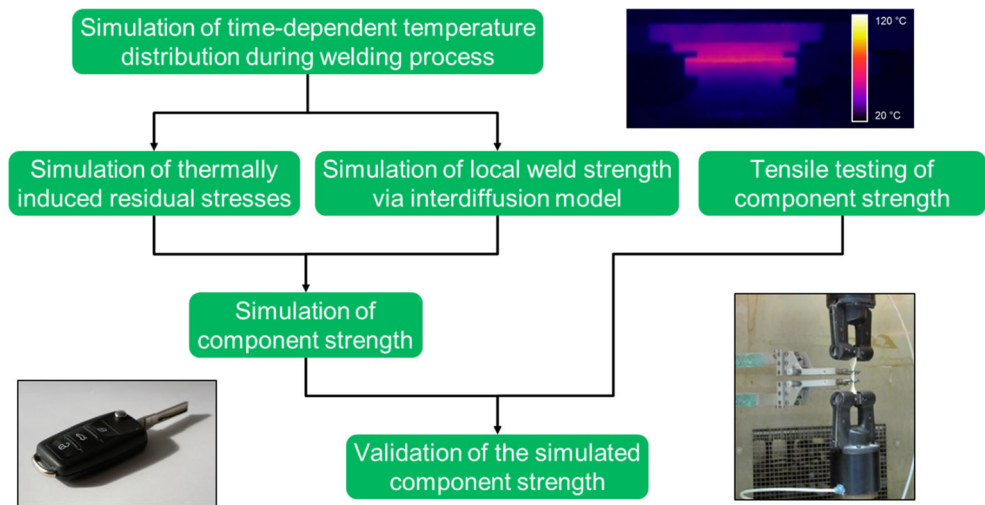 Simulation of time-dependent temperature
distribution during welding process
120 °C
20 °C
Simulation of thermally
induced residual stresses
Simulation of local weld strength
via interdiffusion model
Tensile testing of
component strength
Simulation of
component strength
Validation of the simulated
component strength